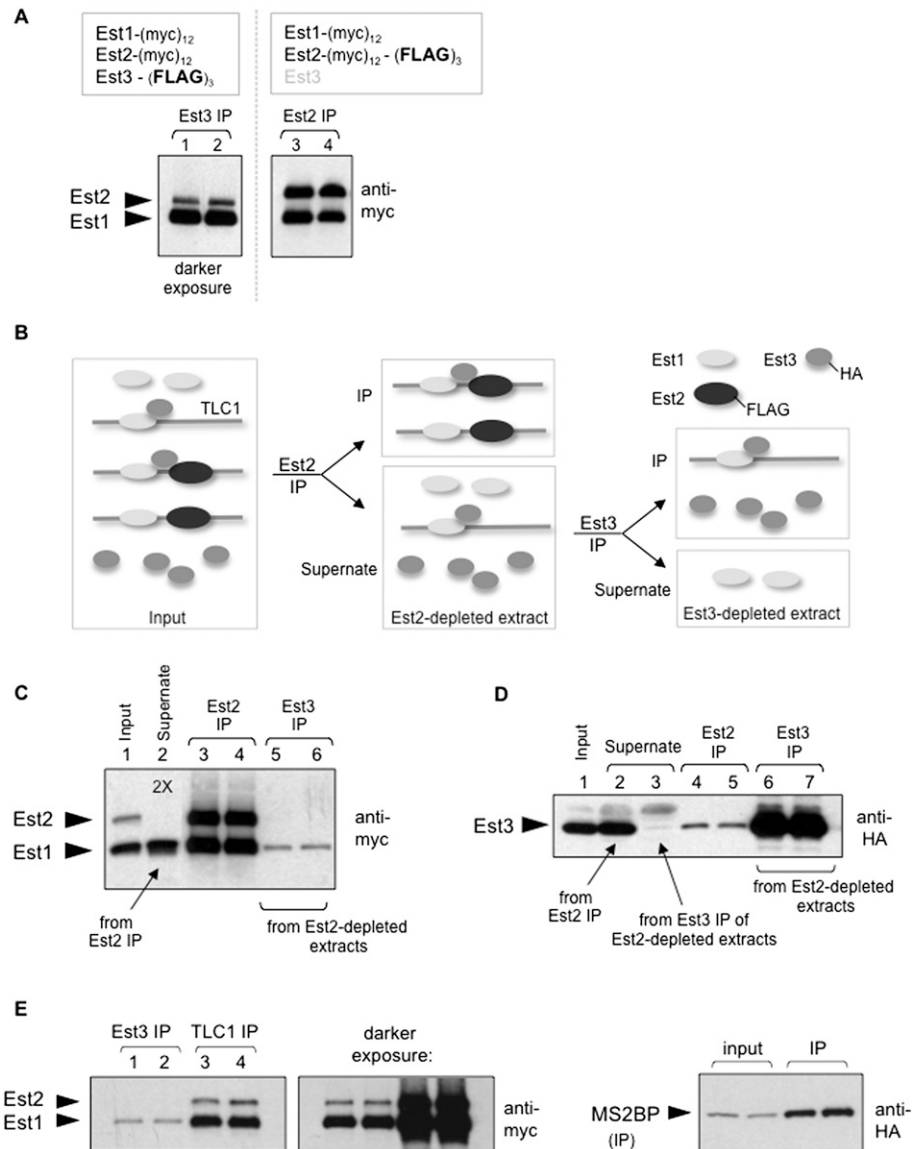 A
Est1-(myc)12
Est2-(myc)12
Est3 - (FLAG)3
Est1-(myc)12
Est2-(myc)12 - (FLAG)3
Est3
Est3 IP
1 2
Est2 IP
3 4
Est2
Est1
anti-
myc
darker
exposure
B
TLC1
Input
Est2
IP
IP
Supernate
Est2-depleted extract
Est3
IP
Est1
Est3
HA
Est2
FLAG
IP
Supernate
Est3-depleted extract
C
Input
Supernate
Est2
IP
Est3
IP
1 2 3 4 5 6
2X
Est2
Est1
anti-
myc
from
Est2 IP
from Est2-depleted
extracts
D
Input
Supernate
Est2
IP
Est3
IP
1 2 3 4 5 6 7
Est3
anti-
HA
from
Est2 IP
from Est3 IP of
Est2-depleted extracts
from Est2-depleted
extracts
E
Est3 IP
TLC1 IP
1 2 3 4
darker
exposure:
Est2
Est1
anti-
myc
input
IP
MS2BP
(IP)
anti-
HA